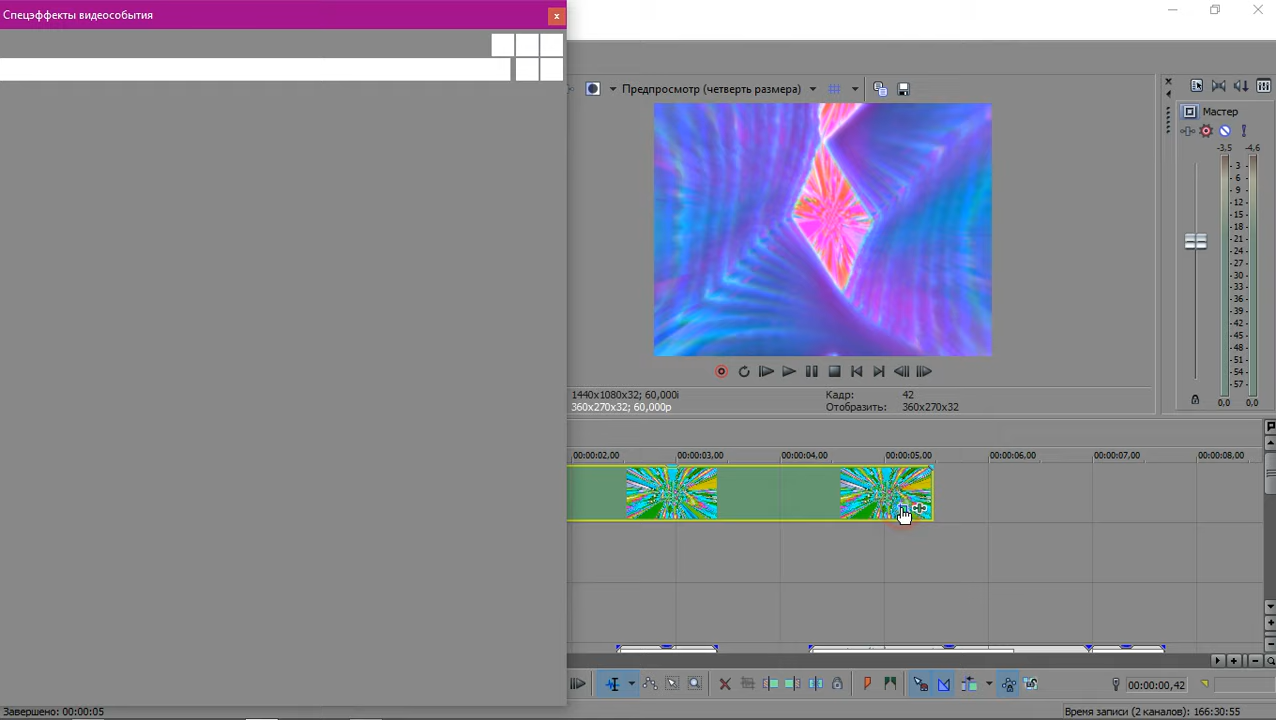 Спецэффекты видеособытия
Предпросмотр (четверть размера)
Мастер
-3,5 -4,6
3
6
9
12
15
18
21
24
27
30
33
36
39
42
45
48
51
54
57
0,0 0,0
1440x1080x32; 60,000i
360x270x32; 60,000p
Кадр: 42
Отобразить: 360x270x32
00:00:02,00 00:00:03,00 00:00:04,00 00:00:05,00 00:00:06,00 00:00:07,00 00:00:08,00
00:00:00,42
Завершено: 00:00:05
Время записи (2 каналов): 166:30:55